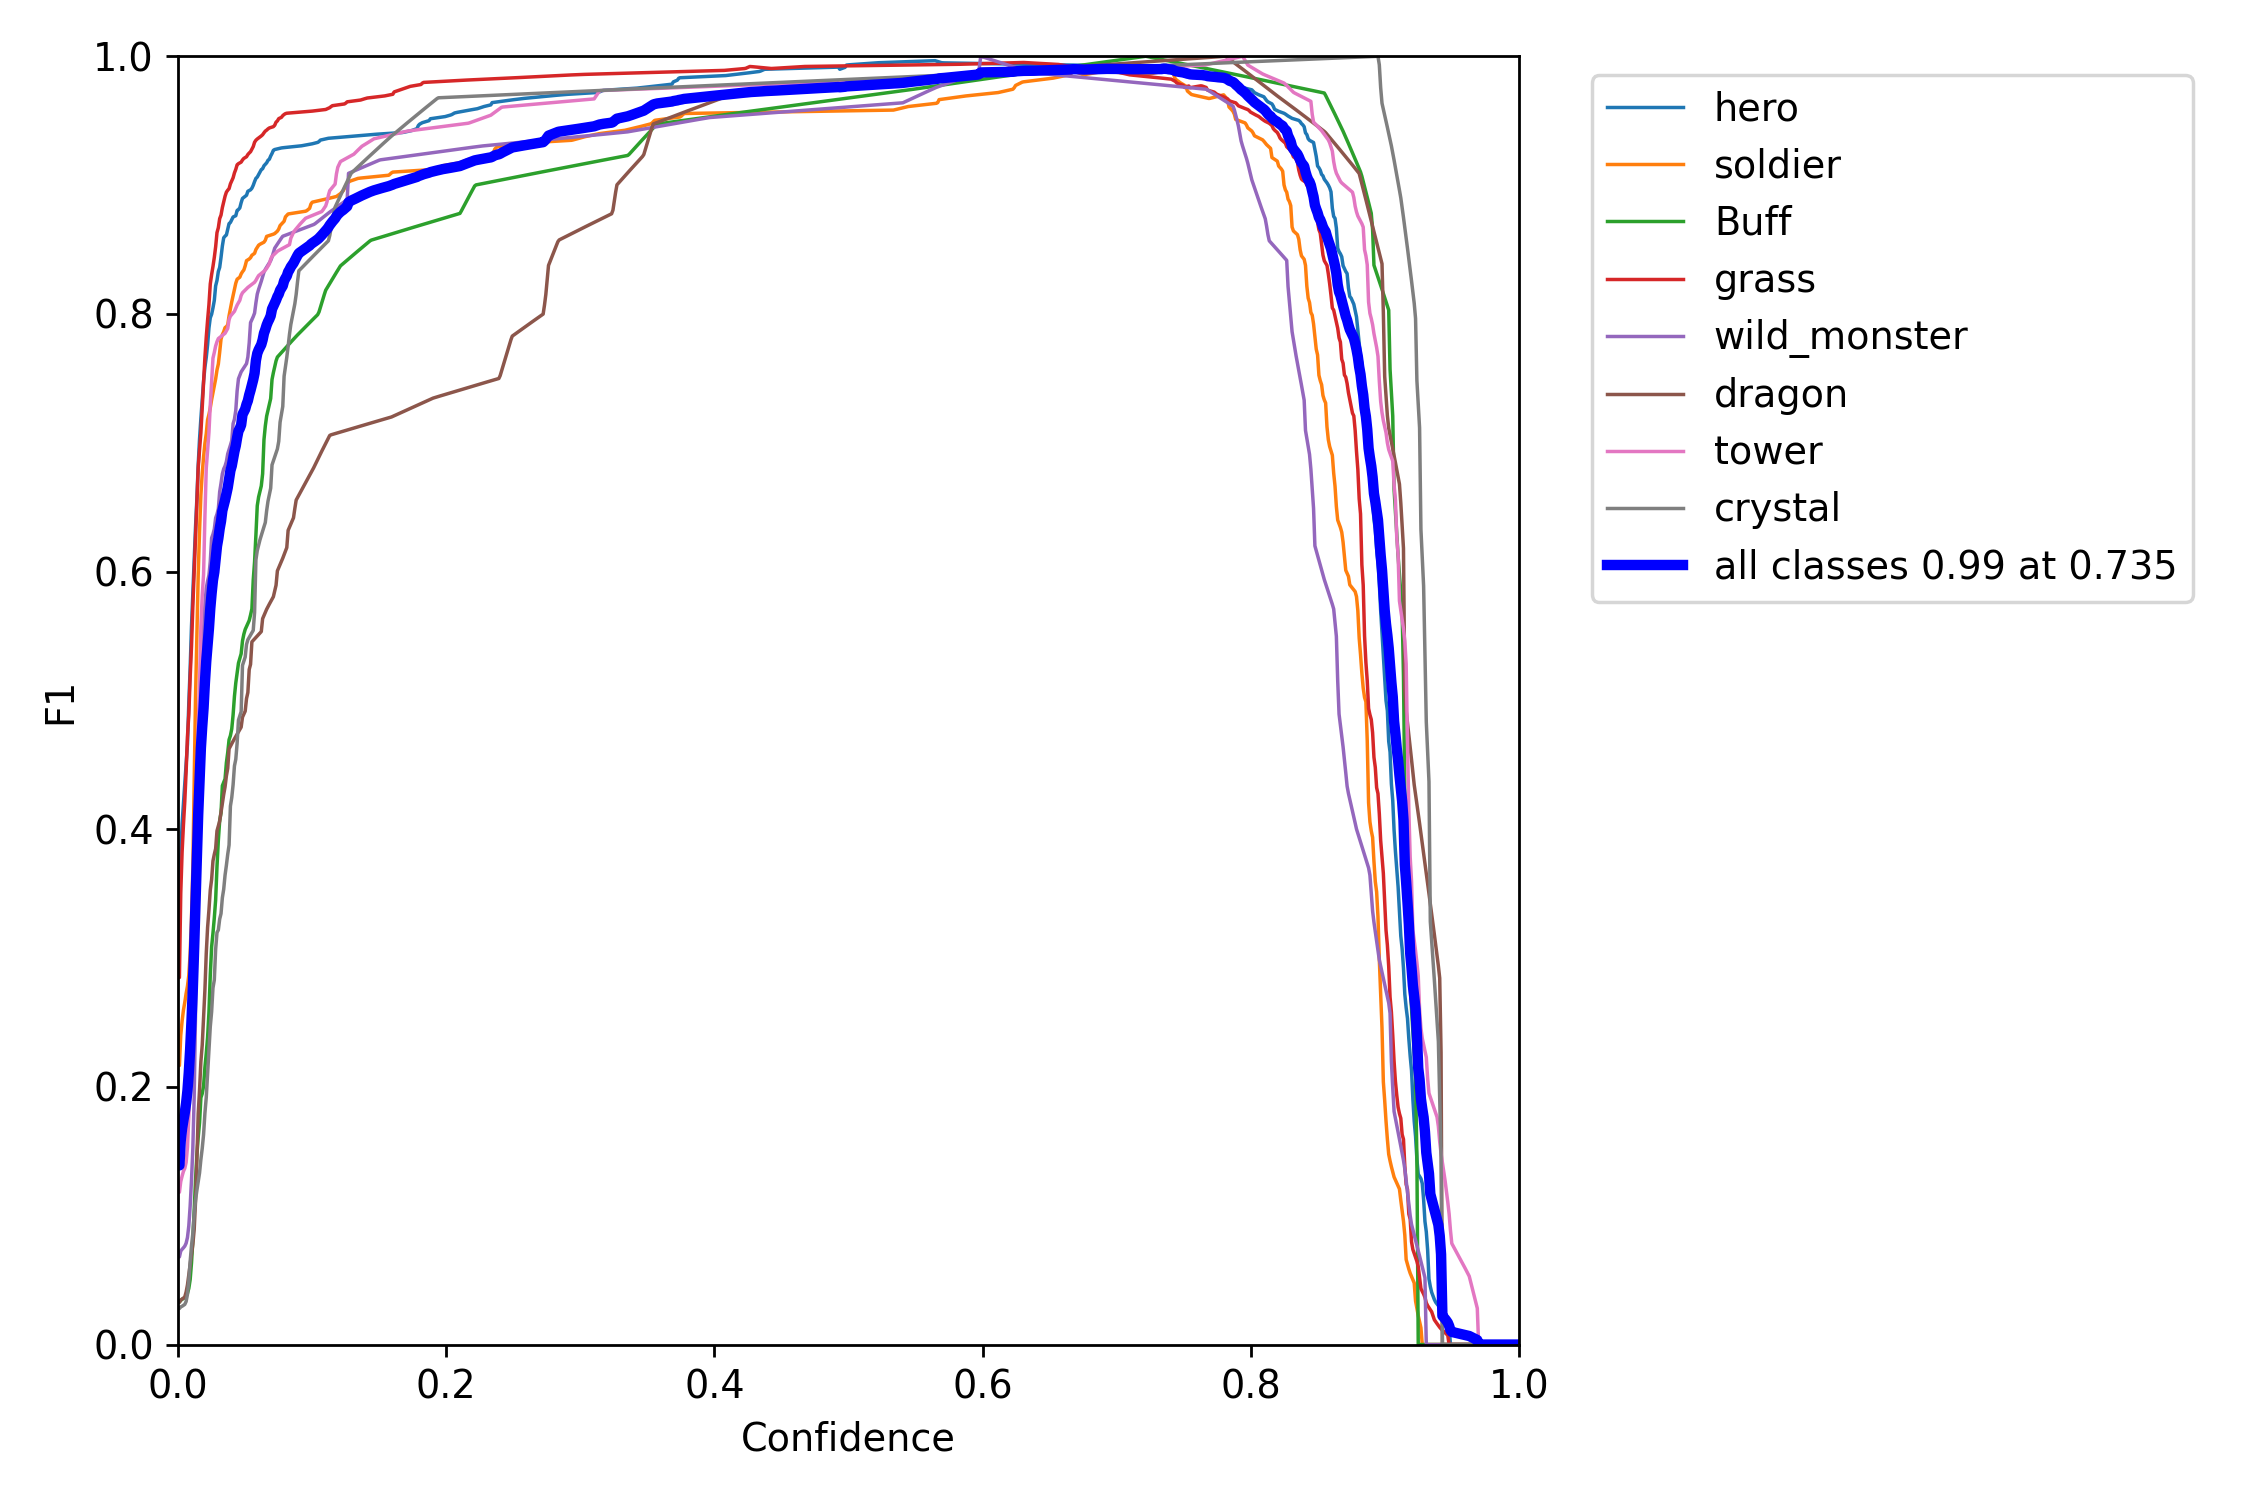 1.0
0.8
0.6
0.4
0.2
0.0
F1
0.0 0.2 0.4 0.6 0.8 1.0
Confidence
hero
soldier
Buff
grass
wild_monster
dragon
tower
crystal
all classes 0.99 at 0.735